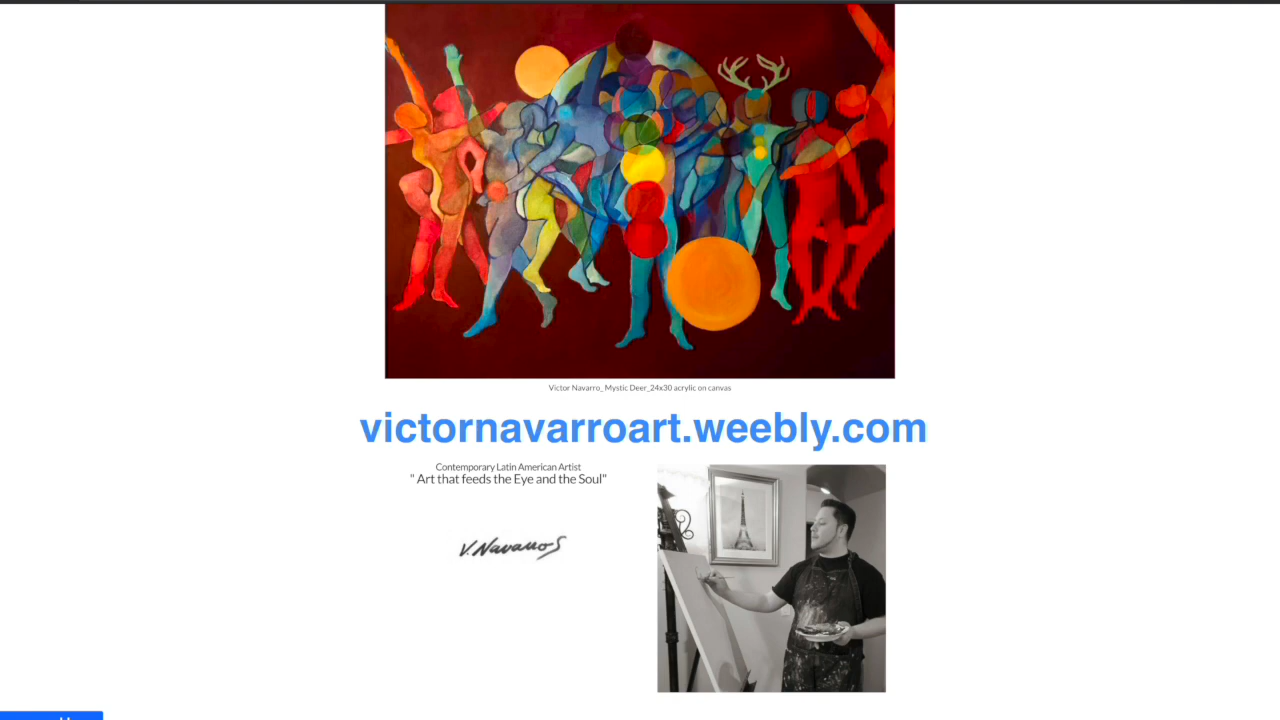 Victor Navarro_ Mystic Deer_24x30 acrylic on canvas
victornavarroart.weebly.com
Contemporary Latin American Artist
" Art that feeds the Eye and the Soul"
V. Navarro S